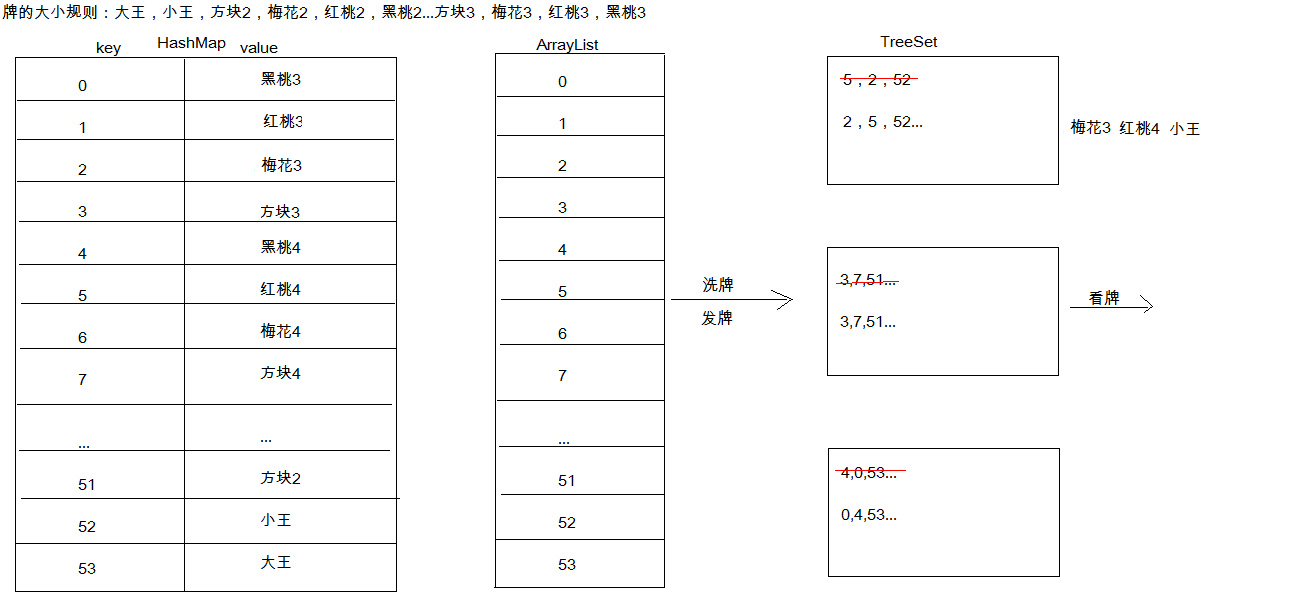 牌的大小规则：大王，小王，方块2，梅花2，红桃2，黑桃2...方块3，梅花3，红桃3，黑桃3
key HashMap value
0 黑桃3
1 红桃3
2 梅花3
3 方块3
4 黑桃4
5 红桃4
6 梅花4
7 方块4
... ...
51 方块2
52 小王
53 大王
ArrayList
0
1
2
3
4
5
6
7
...
51
52
53
洗牌
发牌
TreeSet
5，2，52
2，5，52...
梅花3 红桃4 小王
3,7,51...
3,7,51...
看牌
4,0,53...
0,4,53...